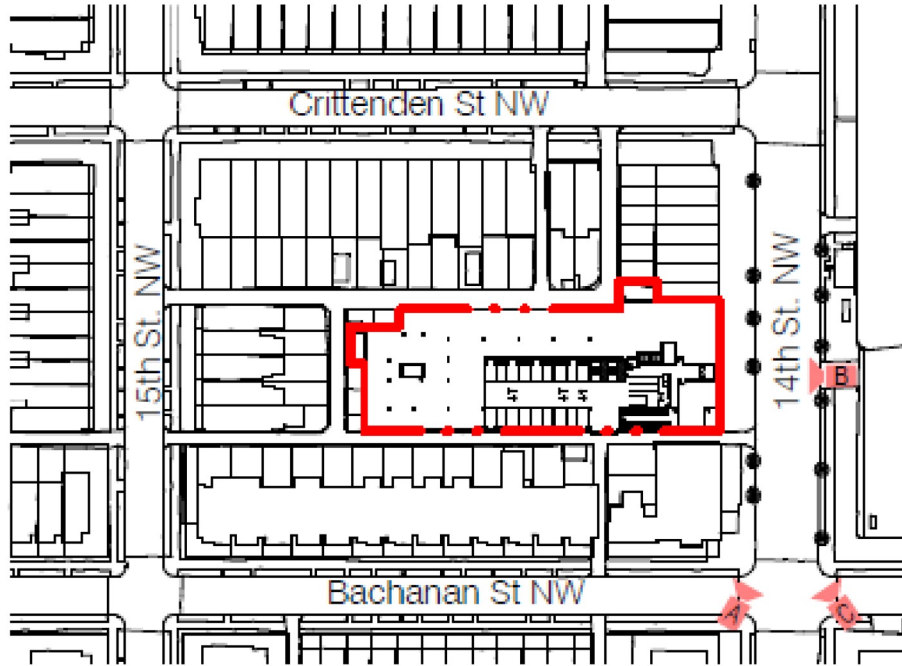 Crittenden St NW
15th St. NW
14th St. NW
B
Bachanan St NW
A
C